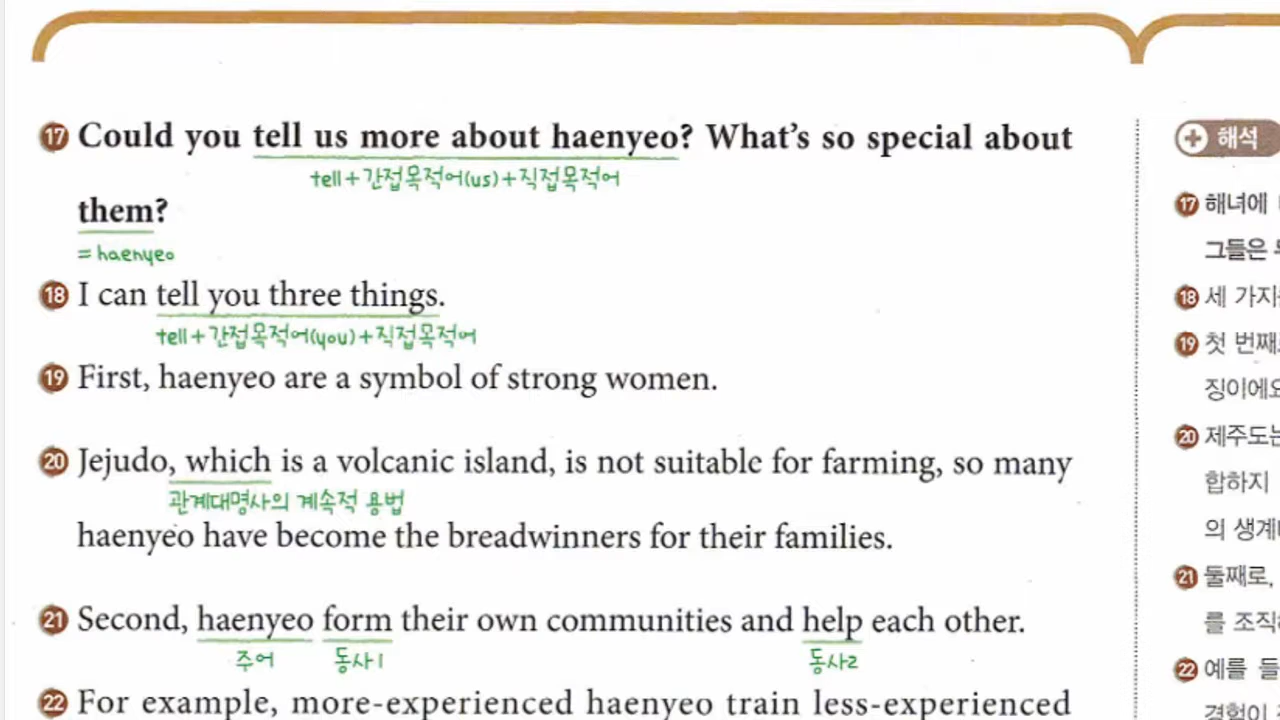 17 Could you tell us more about haenyeo? What's so special about
tell+간접목적어(us)+직접목적어
them?
= haenyeo
18 I can tell you three things.
tell+간접목적어(you)+직접목적어
19 First, haenyeo are a symbol of strong women.
20 Jejudo, which is a volcanic island, is not suitable for farming, so many
관계대명사의 계속적 용법
haenyeo have become the breadwinners for their families.
21 Second, haenyeo form their own communities and help each other.
주어 동사1 동사2
22 For example, more-experienced haenyeo train less-experienced
+ 해석
17 해녀에
그들은
18 세 가지
19 첫 번째
징이에요
20 제주도는
합하지
의 생계
21 둘째로,
를 조직
22 예를 들
경험이